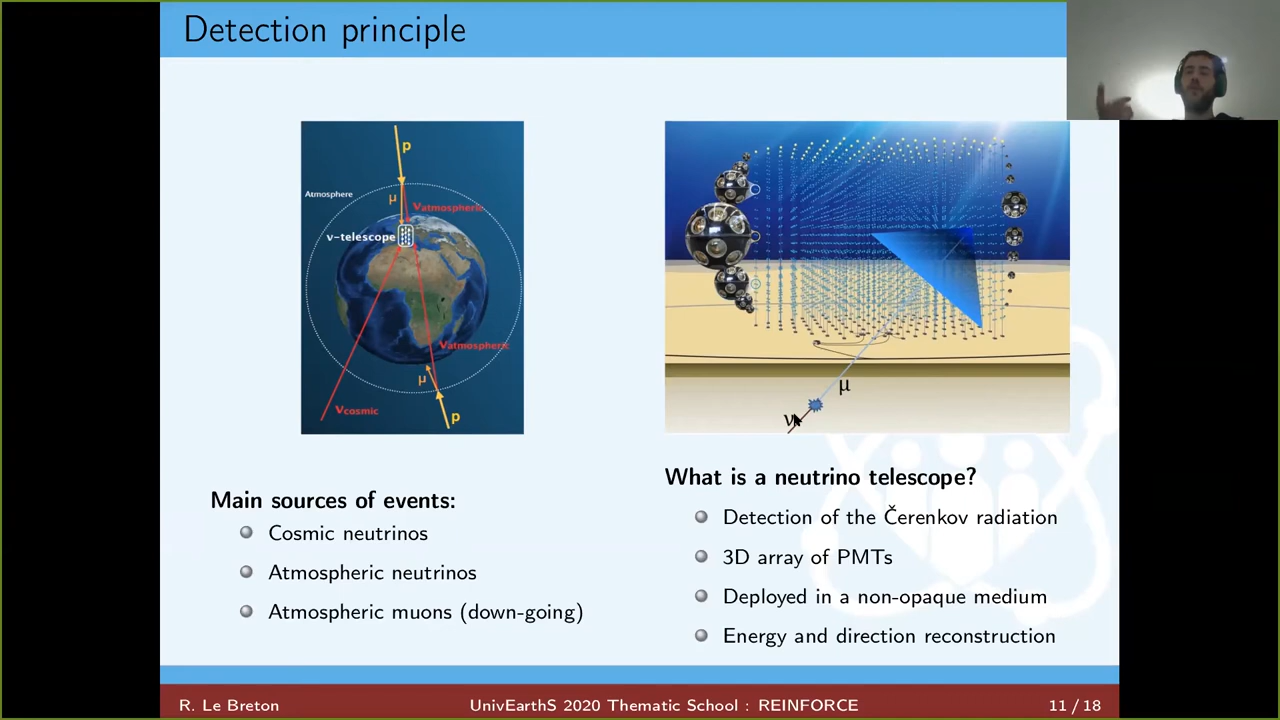 Detection principle
p
Atmosphere
μ
νatmospheric
ν-telescope
νatmospheric
μ
νcosmic
p
μ
ν
Main sources of events:
Cosmic neutrinos
Atmospheric neutrinos
Atmospheric muons (down-going)
What is a neutrino telescope?
Detection of the Čerenkov radiation
3D array of PMTs
Deployed in a non-opaque medium
Energy and direction reconstruction
R. Le Breton
UnivEarthS 2020 Thematic School : REINFORCE
11 / 18